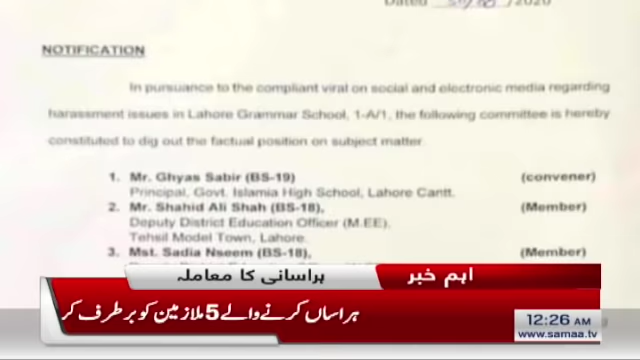 Dated /2020
NOTIFICATION
In pursuance to the compliant viral on social and electronic media regarding
harassment issues in Lahore Grammar School, 1-A/1, the following committee is hereby
constituted to dig out the factual position on subject matter.
1. Mr. Ghyas Sabir (BS-19) (convener)
Principal, Govt. Islamia High School, Lahore Cantt.
2. Mr. Shahid Ali Shah (BS-18), (Member)
Deputy District Education Officer (M.EE).
Tehsil Model Town, Lahore.
3. Mst. Sadia Nseem (BS-18), (Member)
اہم خبر
ہراسانی کا معاملہ
ہراساں کرنے والے 5 ملازمین کو برطرف کر
12:26 AM
www.samaa.tv